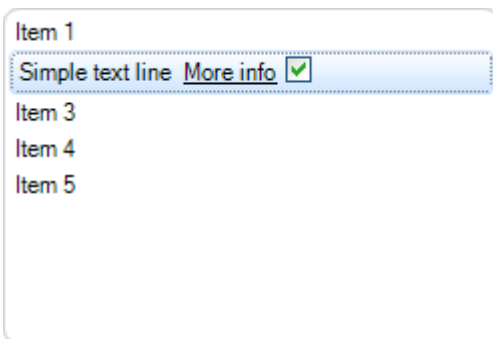 Item 1
Simple text line More info
Item 3
Item 4
Item 5